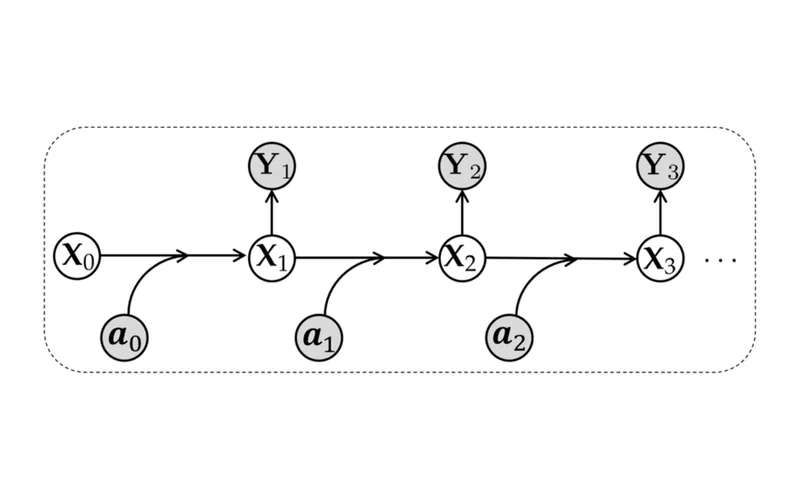 Y₁ Y₂ Y₃
X₀ X₁ X₂ X₃ ···
a₀ a₁ a₂